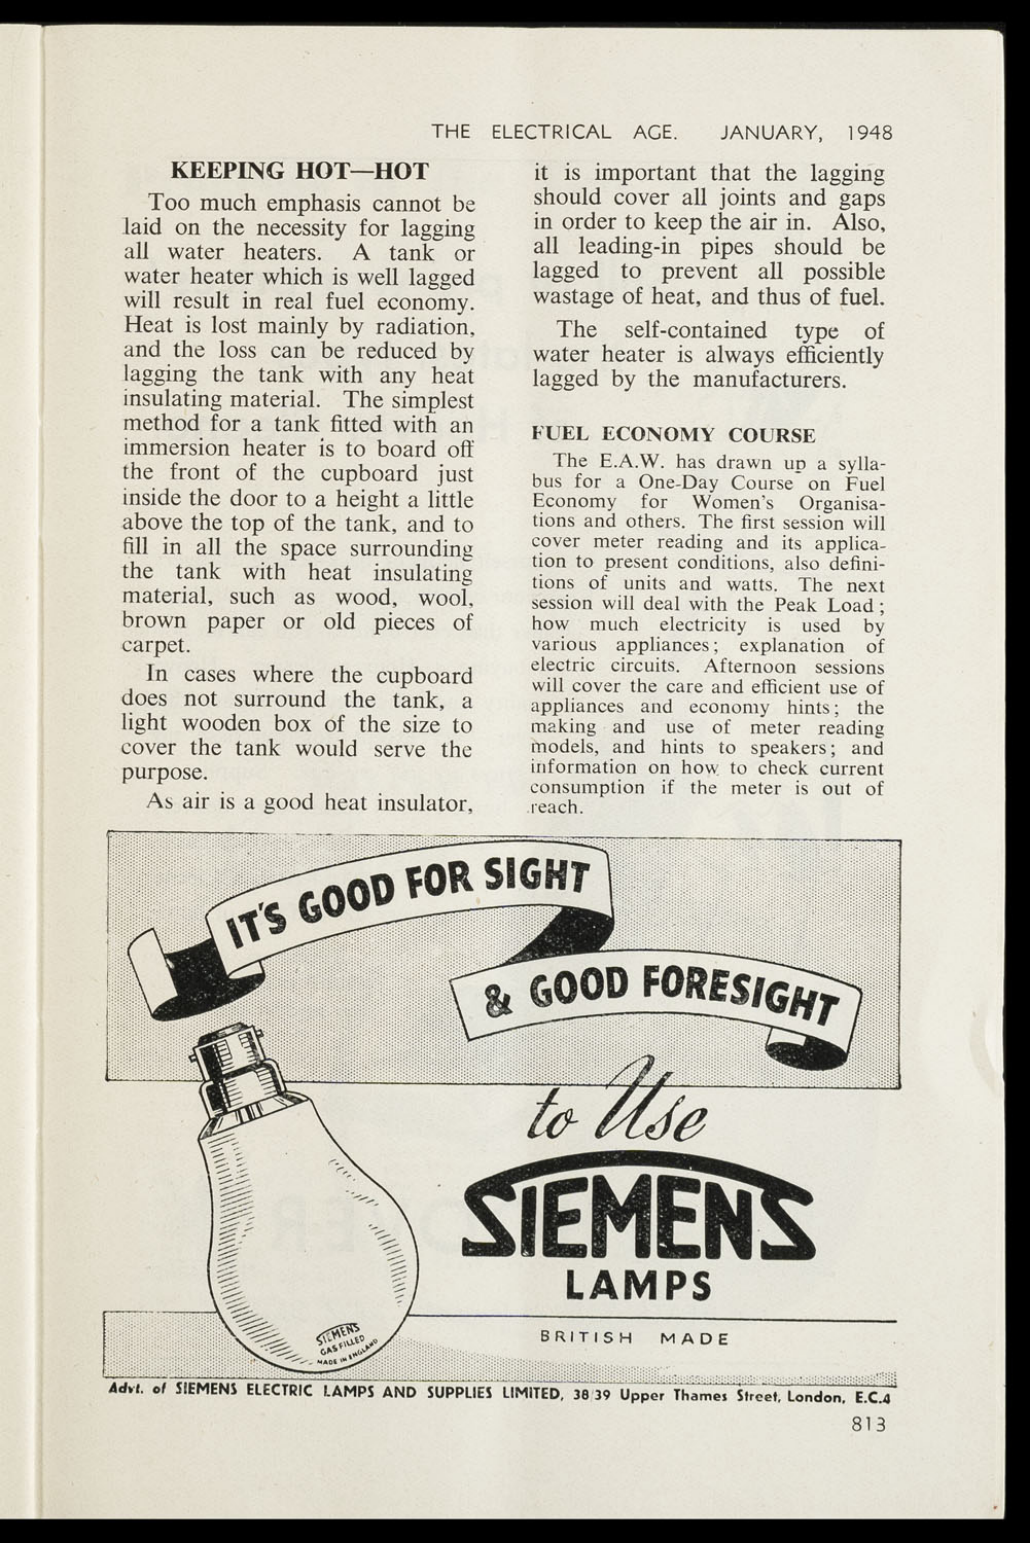 THE ELECTRICAL AGE. JANUARY, 1948
KEEPING HOT—HOT
Too much emphasis cannot be
laid on the necessity for lagging
all water heaters. A tank or
water heater which is well lagged
will result in real fuel economy.
Heat is lost mainly by radiation,
and the loss can be reduced by
lagging the tank with any heat
insulating material. The simplest
method for a tank fitted with an
immersion heater is to board off
the front of the cupboard just
inside the door to a height a little
above the top of the tank, and to
fill in all the space surrounding
the tank with heat insulating
material, such as wood, wool,
brown paper or old pieces of
carpet.
In cases where the cupboard
does not surround the tank, a
light wooden box of the size to
cover the tank would serve the
purpose.
As air is a good heat insulator,
it is important that the lagging
should cover all joints and gaps
in order to keep the air in. Also,
all leading-in pipes should be
lagged to prevent all possible
wastage of heat, and thus of fuel.
The self-contained type of
water heater is always efficiently
lagged by the manufacturers.
FUEL ECONOMY COURSE
The E.A.W. has drawn up a sylla-
bus for a One-Day Course on Fuel
Economy for Women's Organisa-
tions and others. The first session will
cover meter reading and its applica-
tion to present conditions, also defini-
tions of units and watts. The next
session will deal with the Peak Load;
how much electricity is used by
various appliances; explanation of
electric circuits. Afternoon sessions
will cover the care and efficient use of
appliances and economy hints; the
making and use of meter reading
models, and hints to speakers; and
information on how to check current
consumption if the meter is out of
reach.
IT'S GOOD FOR SIGHT
& GOOD FORESIGHT
to Use
SIEMENS
LAMPS
BRITISH MADE
SIEMENS
GAS FILLED
MADE IN ENGLAND
Advt. of SIEMENS ELECTRIC LAMPS AND SUPPLIES LIMITED, 38/39 Upper Thames Street, London, E.C.4
813